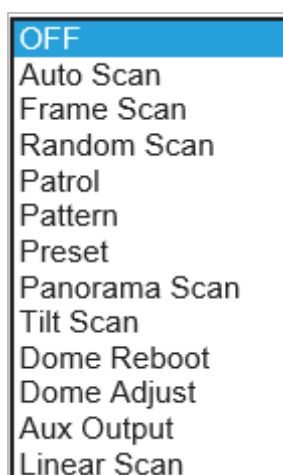 OFF
Auto Scan
Frame Scan
Random Scan
Patrol
Pattern
Preset
Panorama Scan
Tilt Scan
Dome Reboot
Dome Adjust
Aux Output
Linear Scan